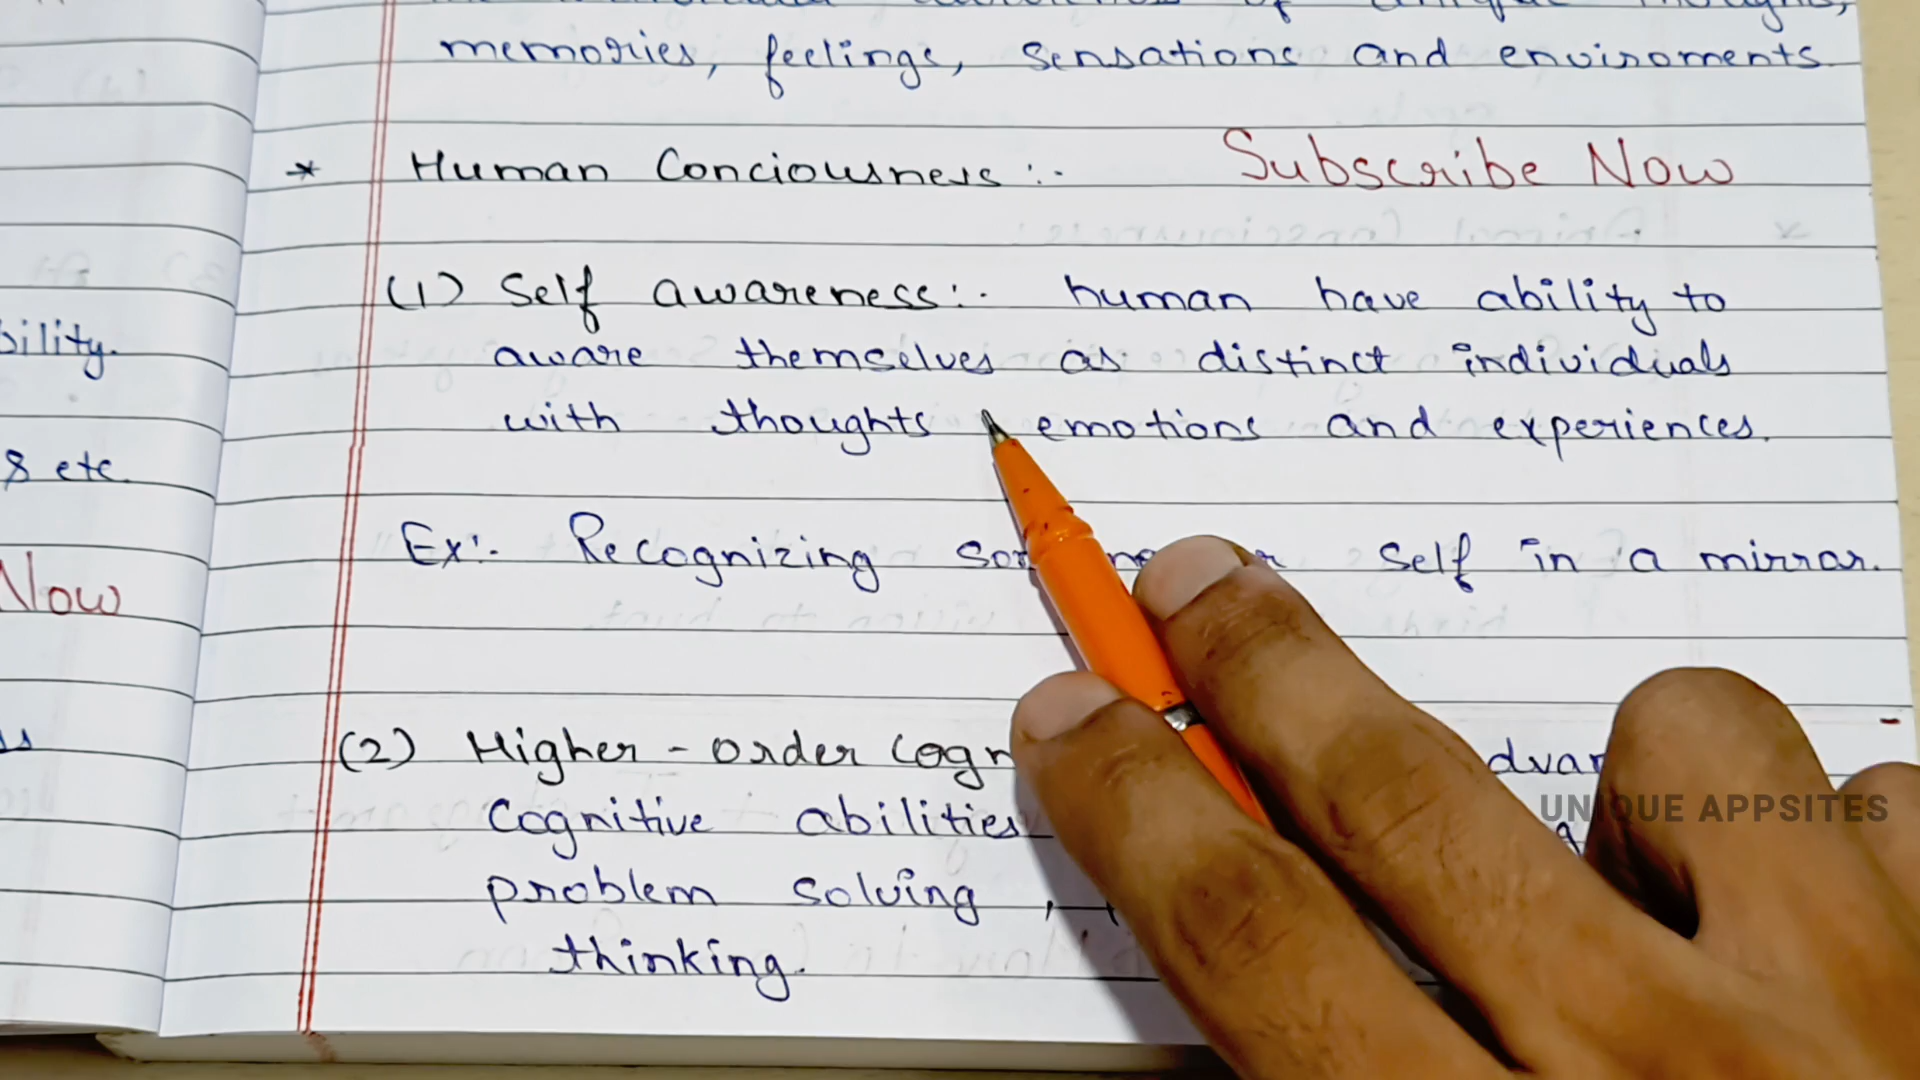 memories, feelings, sensations and enviroments.
* Human Conciousness :-
Subscribe Now
(1) Self awareness :- human have ability to
aware themselves as distinct individuals
with thoughts emotions and experiences.
Ex:- Recognizing self in a mirror.
(2) Higher - order
Cognitive abilities
problem solving ,
thinking.
etc.
Now
UNIQUE APPSITES